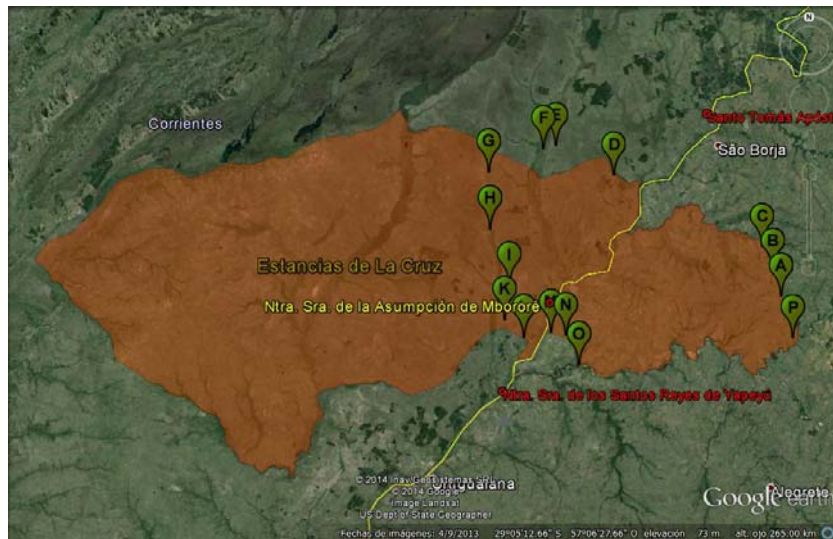 N
Santo Tomás Apóst
Corrientes
São Borja
F
E
G
D
H
C
B
A
I
Estancias de La Cruz
K
Ntra. Sra. de la Asumpción de Mbororé
N
P
O
Ntra. Sra. de los Santos Reyes de Yapeyú
© 2014 Inav/Geosistemas SRL
© 2014 Google
Image Landsat
US Dept of State Geographer
Uruguaiana
Alegrete
Google earth
Fechas de imágenes: 4/9/2013 29°05'12.66" S 57°06'27.66" O elevación 73 m alt. ojo 265.00 km